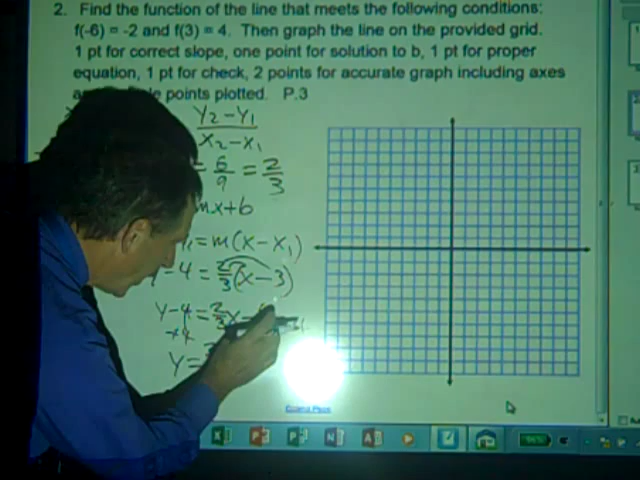 2. Find the function of the line that meets the following conditions:
f(-6) = -2 and f(3) = 4. Then graph the line on the provided grid.
1 pt for correct slope, one point for solution to b, 1 pt for proper
equation, 1 pt for check, 2 points for accurate graph including axes
points plotted. P.3
Y2 - Y1
X2 - X1
= 6/9 = 2/3
mx+b
= m(x - x1)
- 4 = 2/3(x - 3)
y - 4 = 2/3x -
+4
y =